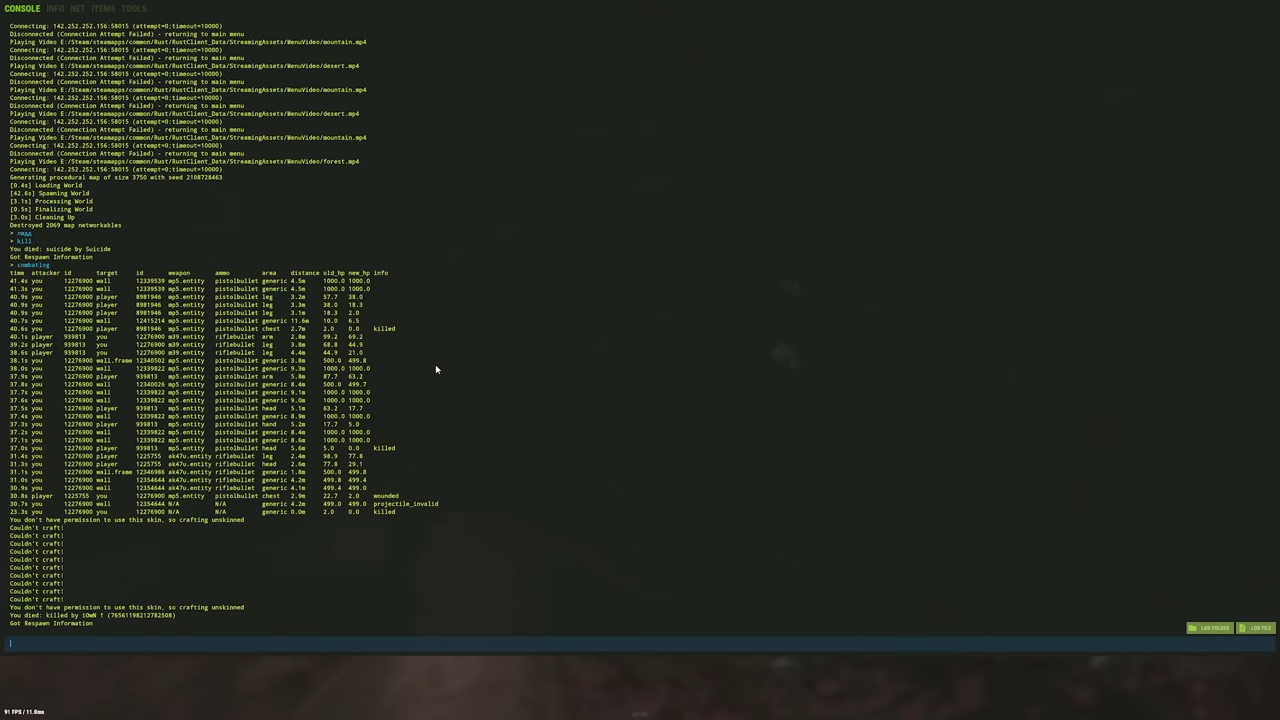 CONSOLE INFO NET ITEMS TOOLS
Connecting: 142.252.252.156:58015 (attempt=0;timeout=10000)
Disconnected (Connection Attempt Failed) - returning to main menu
Playing Video E:/Steam/steamapps/common/Rust/RustClient_Data/StreamingAssets/MenuVideo/mountain.mp4
Connecting: 142.252.252.156:58015 (attempt=0;timeout=10000)
Disconnected (Connection Attempt Failed) - returning to main menu
Playing Video E:/Steam/steamapps/common/Rust/RustClient_Data/StreamingAssets/MenuVideo/desert.mp4
Connecting: 142.252.252.156:58015 (attempt=0;timeout=10000)
Disconnected (Connection Attempt Failed) - returning to main menu
Playing Video E:/Steam/steamapps/common/Rust/RustClient_Data/StreamingAssets/MenuVideo/mountain.mp4
Connecting: 142.252.252.156:58015 (attempt=0;timeout=10000)
Disconnected (Connection Attempt Failed) - returning to main menu
Playing Video E:/Steam/steamapps/common/Rust/RustClient_Data/StreamingAssets/MenuVideo/desert.mp4
Connecting: 142.252.252.156:58015 (attempt=0;timeout=10000)
Disconnected (Connection Attempt Failed) - returning to main menu
Playing Video E:/Steam/steamapps/common/Rust/RustClient_Data/StreamingAssets/MenuVideo/mountain.mp4
Connecting: 142.252.252.156:58015 (attempt=0;timeout=10000)
Disconnected (Connection Attempt Failed) - returning to main menu
Playing Video E:/Steam/steamapps/common/Rust/RustClient_Data/StreamingAssets/MenuVideo/forest.mp4
Connecting: 142.252.252.156:58015 (attempt=0;timeout=10000)
Generating procedural map of size 3750 with seed 2108728463
[0.4s] Loading World
[42.6s] Spawning World
[3.1s] Processing World
[0.5s] Finalizing World
[3.0s] Cleaning Up
Destroyed 2069 map networkables
> лшдд
> kill
You died: suicide by Suicide
Got Respawn Information
> combatlog
time attacker id target id weapon ammo area distance old_hp new_hp info
41.4s you 12276900 wall 12339539 mp5.entity pistolbullet generic 4.5m 1000.0 1000.0
41.3s you 12276900 wall 12339539 mp5.entity pistolbullet generic 4.5m 1000.0 1000.0
40.9s you 12276900 player 8981946 mp5.entity pistolbullet leg 3.2m 57.7 38.0
40.9s you 12276900 player 8981946 mp5.entity pistolbullet leg 3.3m 38.0 18.3
40.9s you 12276900 player 8981946 mp5.entity pistolbullet leg 3.1m 18.3 2.0
40.7s you 12276900 wall 12415214 mp5.entity pistolbullet generic 11.6m 10.0 6.5
40.6s you 12276900 player 8981946 mp5.entity pistolbullet chest 2.7m 2.0 0.0 killed
40.1s player 939813 you 12276900 m39.entity riflebullet arm 2.8m 99.2 69.2
39.2s player 939813 you 12276900 m39.entity riflebullet leg 3.8m 68.8 44.9
38.6s player 939813 you 12276900 m39.entity riflebullet leg 4.4m 44.9 21.0
38.1s you 12276900 wall.frame 12340502 mp5.entity pistolbullet generic 3.8m 500.0 499.8
38.0s you 12276900 wall 12339822 mp5.entity pistolbullet generic 9.3m 1000.0 1000.0
37.9s you 12276900 player 939813 mp5.entity pistolbullet arm 5.8m 87.7 63.2
37.8s you 12276900 wall 12340026 mp5.entity pistolbullet generic 8.4m 500.0 499.7
37.7s you 12276900 wall 12339822 mp5.entity pistolbullet generic 9.1m 1000.0 1000.0
37.6s you 12276900 wall 12339822 mp5.entity pistolbullet generic 9.0m 1000.0 1000.0
37.5s you 12276900 player 939813 mp5.entity pistolbullet head 5.1m 63.2 17.7
37.4s you 12276900 wall 12339822 mp5.entity pistolbullet generic 8.9m 1000.0 1000.0
37.3s you 12276900 player 939813 mp5.entity pistolbullet hand 5.2m 17.7 5.0
37.2s you 12276900 wall 12339822 mp5.entity pistolbullet generic 8.4m 1000.0 1000.0
37.1s you 12276900 wall 12339822 mp5.entity pistolbullet generic 8.6m 1000.0 1000.0
37.0s you 12276900 player 939813 mp5.entity pistolbullet head 5.6m 5.0 0.0 killed
31.4s you 12276900 player 1225755 ak47u.entity riflebullet leg 2.4m 98.9 77.8
31.3s you 12276900 player 1225755 ak47u.entity riflebullet head 2.6m 77.8 29.1
31.1s you 12276900 wall.frame 12346986 ak47u.entity riflebullet generic 1.8m 500.0 499.8
31.0s you 12276900 wall 12354644 ak47u.entity riflebullet generic 4.2m 499.8 499.4
30.9s you 12276900 wall 12354644 ak47u.entity riflebullet generic 4.1m 499.4 499.0
30.8s player 1225755 you 12276900 mp5.entity pistolbullet chest 2.9m 22.7 2.0 wounded
30.7s you 12276900 wall 12354644 N/A N/A generic 4.2m 499.0 499.0 projectile_invalid
23.3s you 12276900 you 12276900 N/A N/A generic 0.0m 2.0 0.0 killed
You don't have permission to use this skin, so crafting unskinned
Couldn't craft!
Couldn't craft!
Couldn't craft!
Couldn't craft!
Couldn't craft!
Couldn't craft!
Couldn't craft!
Couldn't craft!
Couldn't craft!
Couldn't craft!
You don't have permission to use this skin, so crafting unskinned
You died: killed by iOwN † (76561198212782508)
Got Respawn Information
LOG FOLDER LOG FILE
91 FPS / 11.0ms